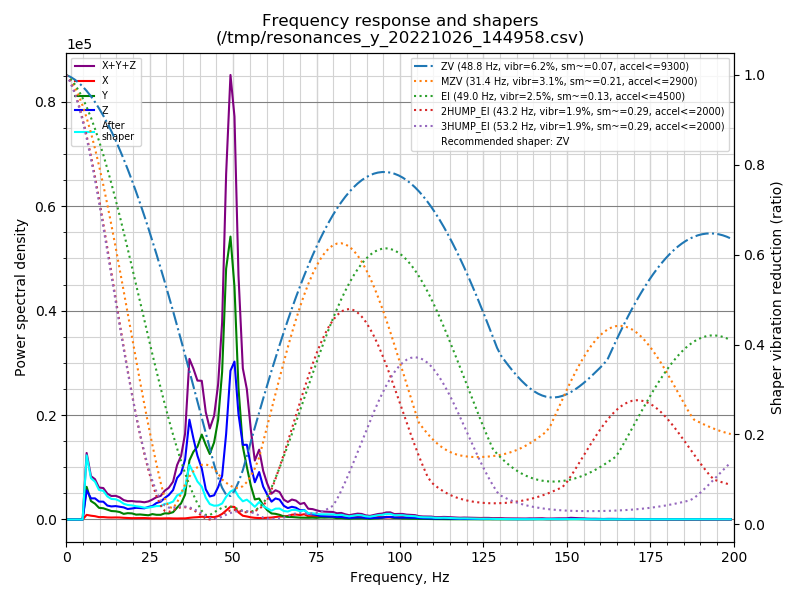 Frequency response and shapers
(/tmp/resonances_y_20221026_144958.csv)
1e5
X+Y+Z
X
Y
Z
After
shaper
ZV (48.8 Hz, vibr=6.2%, sm~=0.07, accel<=9300)
MZV (31.4 Hz, vibr=3.1%, sm~=0.21, accel<=2900)
EI (49.0 Hz, vibr=2.5%, sm~=0.13, accel<=4500)
2HUMP_EI (43.2 Hz, vibr=1.9%, sm~=0.29, accel<=2000)
3HUMP_EI (53.2 Hz, vibr=1.9%, sm~=0.29, accel<=2000)
Recommended shaper: ZV
Power spectral density
0.8
0.6
0.4
0.2
0.0
1.0
0.8
0.6
0.4
0.2
0.0
Shaper vibration reduction (ratio)
0 25 50 75 100 125 150 175 200
Frequency, Hz